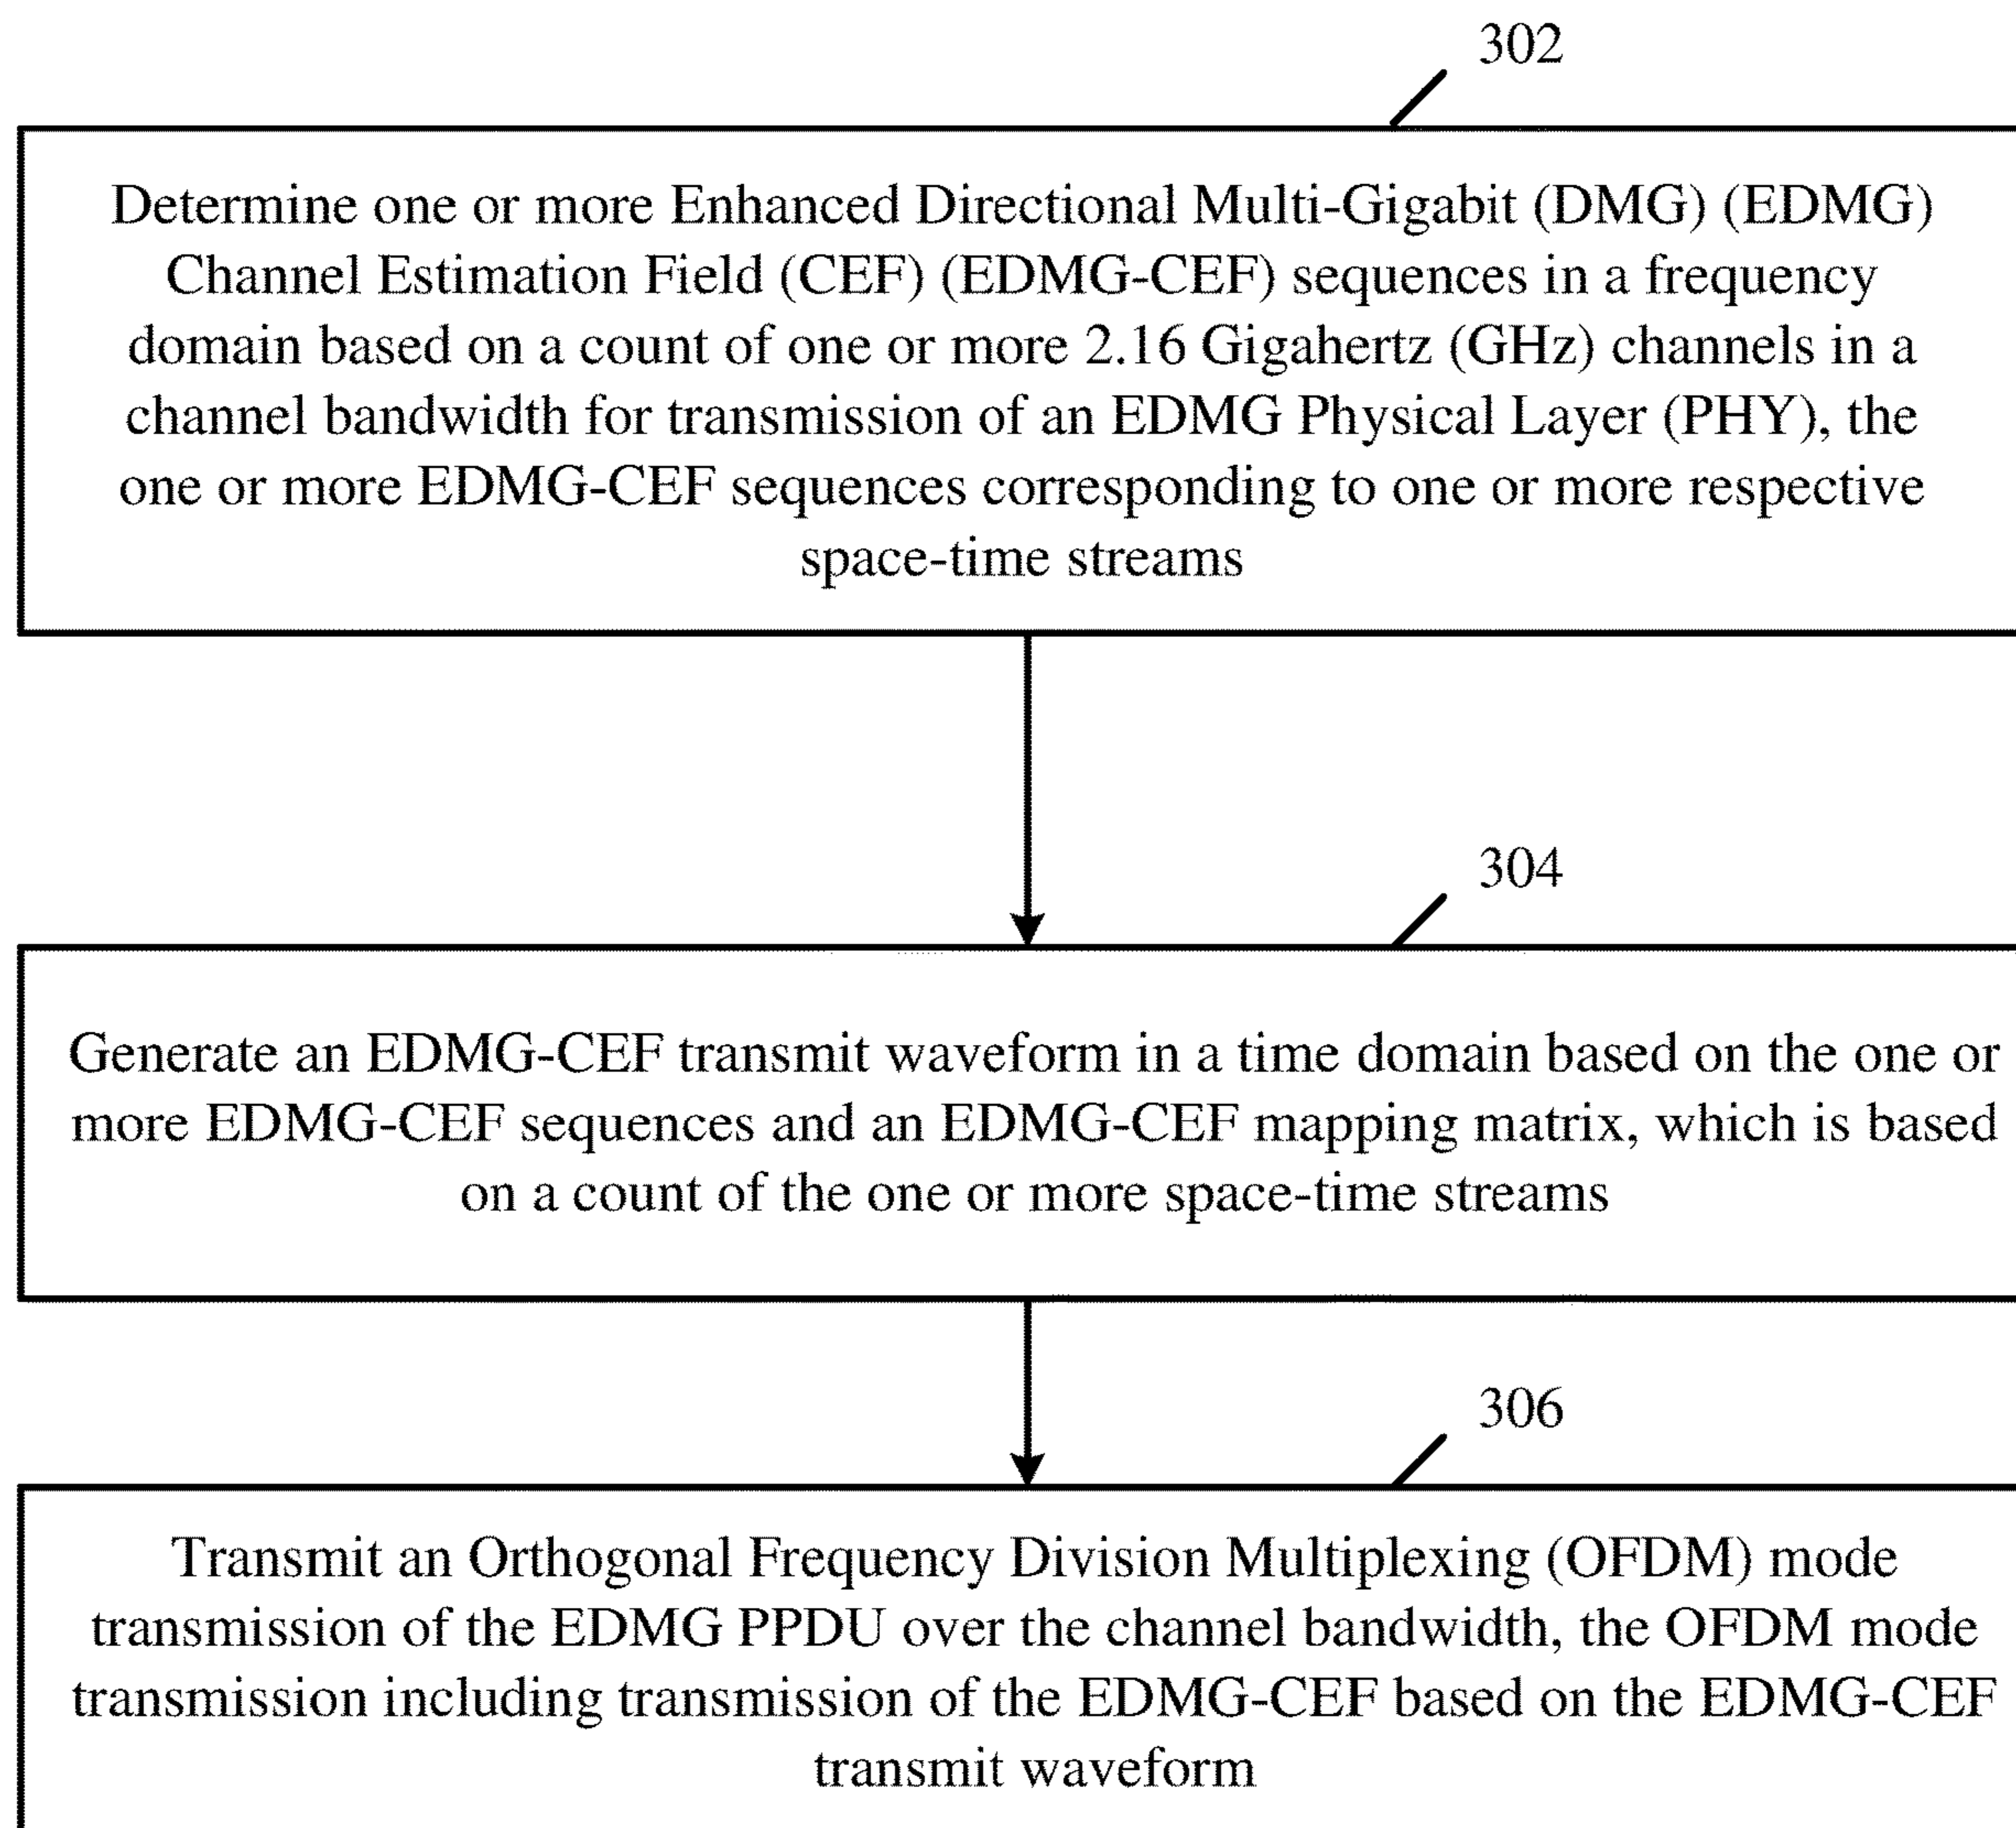 302
Determine one or more Enhanced Directional Multi-Gigabit (DMG) (EDMG)
Channel Estimation Field (CEF) (EDMG-CEF) sequences in a frequency
domain based on a count of one or more 2.16 Gigahertz (GHz) channels in a
channel bandwidth for transmission of an EDMG Physical Layer (PHY), the
one or more EDMG-CEF sequences corresponding to one or more respective
space-time streams
304
Generate an EDMG-CEF transmit waveform in a time domain based on the one or
more EDMG-CEF sequences and an EDMG-CEF mapping matrix, which is based
on a count of the one or more space-time streams
306
Transmit an Orthogonal Frequency Division Multiplexing (OFDM) mode
transmission of the EDMG PPDU over the channel bandwidth, the OFDM mode
transmission including transmission of the EDMG-CEF based on the EDMG-CEF
transmit waveform